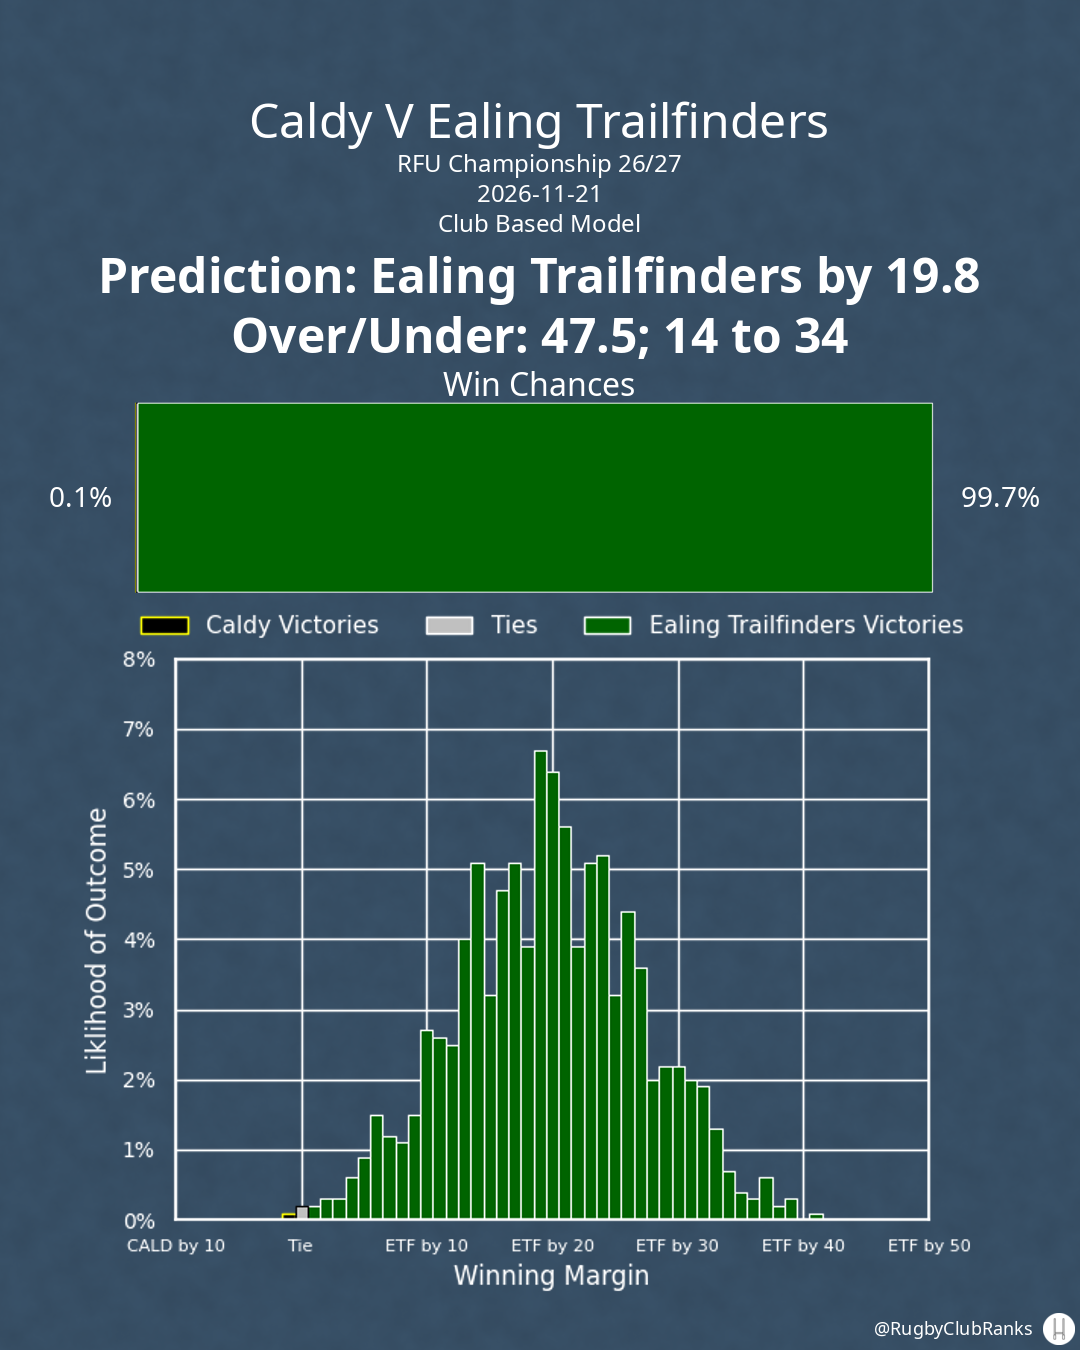 Caldy V Ealing Trailfinders
RFU Championship 26/27
2026-11-21
Club Based Model
Prediction: Ealing Trailfinders by 19.8
Over/Under: 47.5; 14 to 34
Win Chances
0.1%
99.7%
Caldy Victories
Ties
Ealing Trailfinders Victories
8%
7%
6%
5%
4%
3%
2%
1%
0%
Liklihood of Outcome
CALD by 10
Tie
ETF by 10
ETF by 20
ETF by 30
ETF by 40
ETF by 50
Winning Margin
@RugbyClubRanks